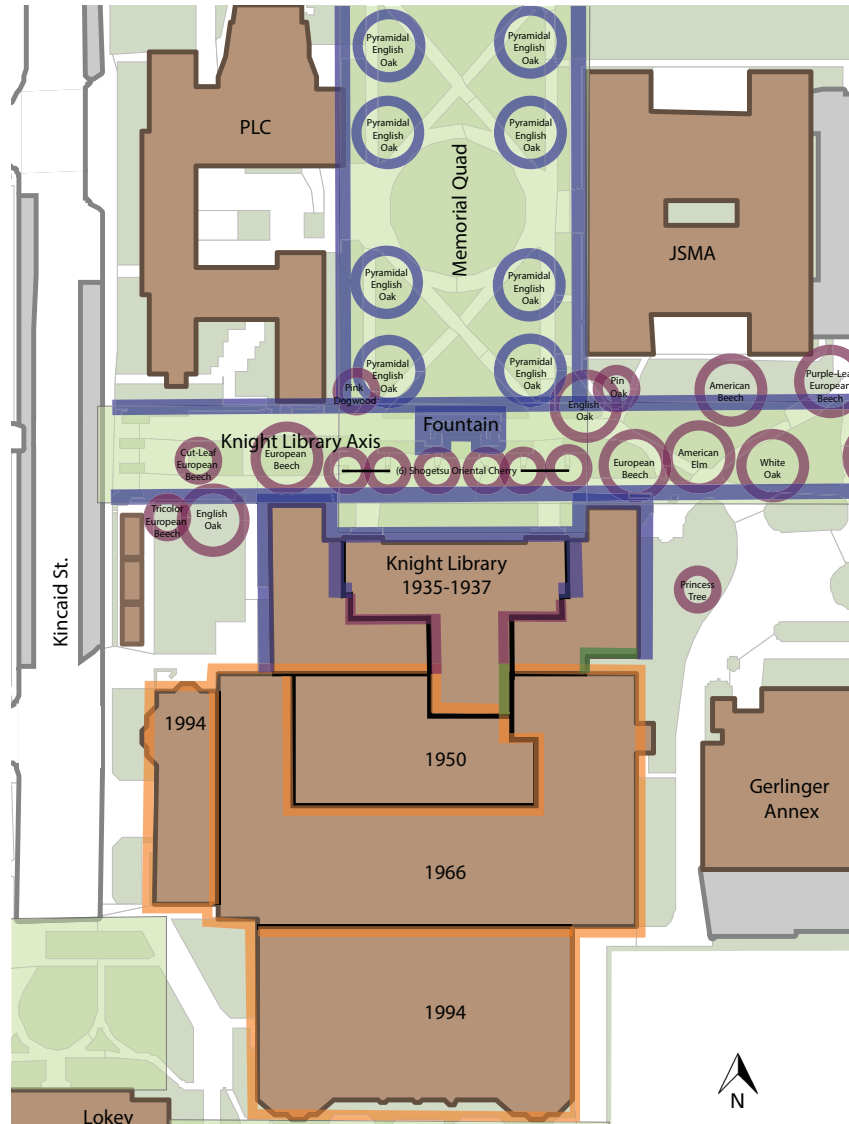 Pyramidal
English
Oak
Pyramidal
English
Oak
PLC
Pyramidal
English
Oak
Pyramidal
English
Oak
Memorial Quad
JSMA
Pyramidal
English
Oak
Pyramidal
English
Oak
Pyramidal
English
Oak
Pyramidal
English
Oak
Pink
Dogwood
Pin
Oak
English
Oak
American
Beech
Purple-Lea
European
Beech
Fountain
Knight Library Axis
Cut-Leaf
European
Beech
European
Beech
(6) Shogetsu Oriental Cherry
European
Beech
American
Elm
White
Oak
Tricolor
European
Beech
English
Oak
Kincaid St.
Knight Library
1935-1937
Princess
Tree
1994
1950
Gerlinger
Annex
1966
1994
N
Lokey